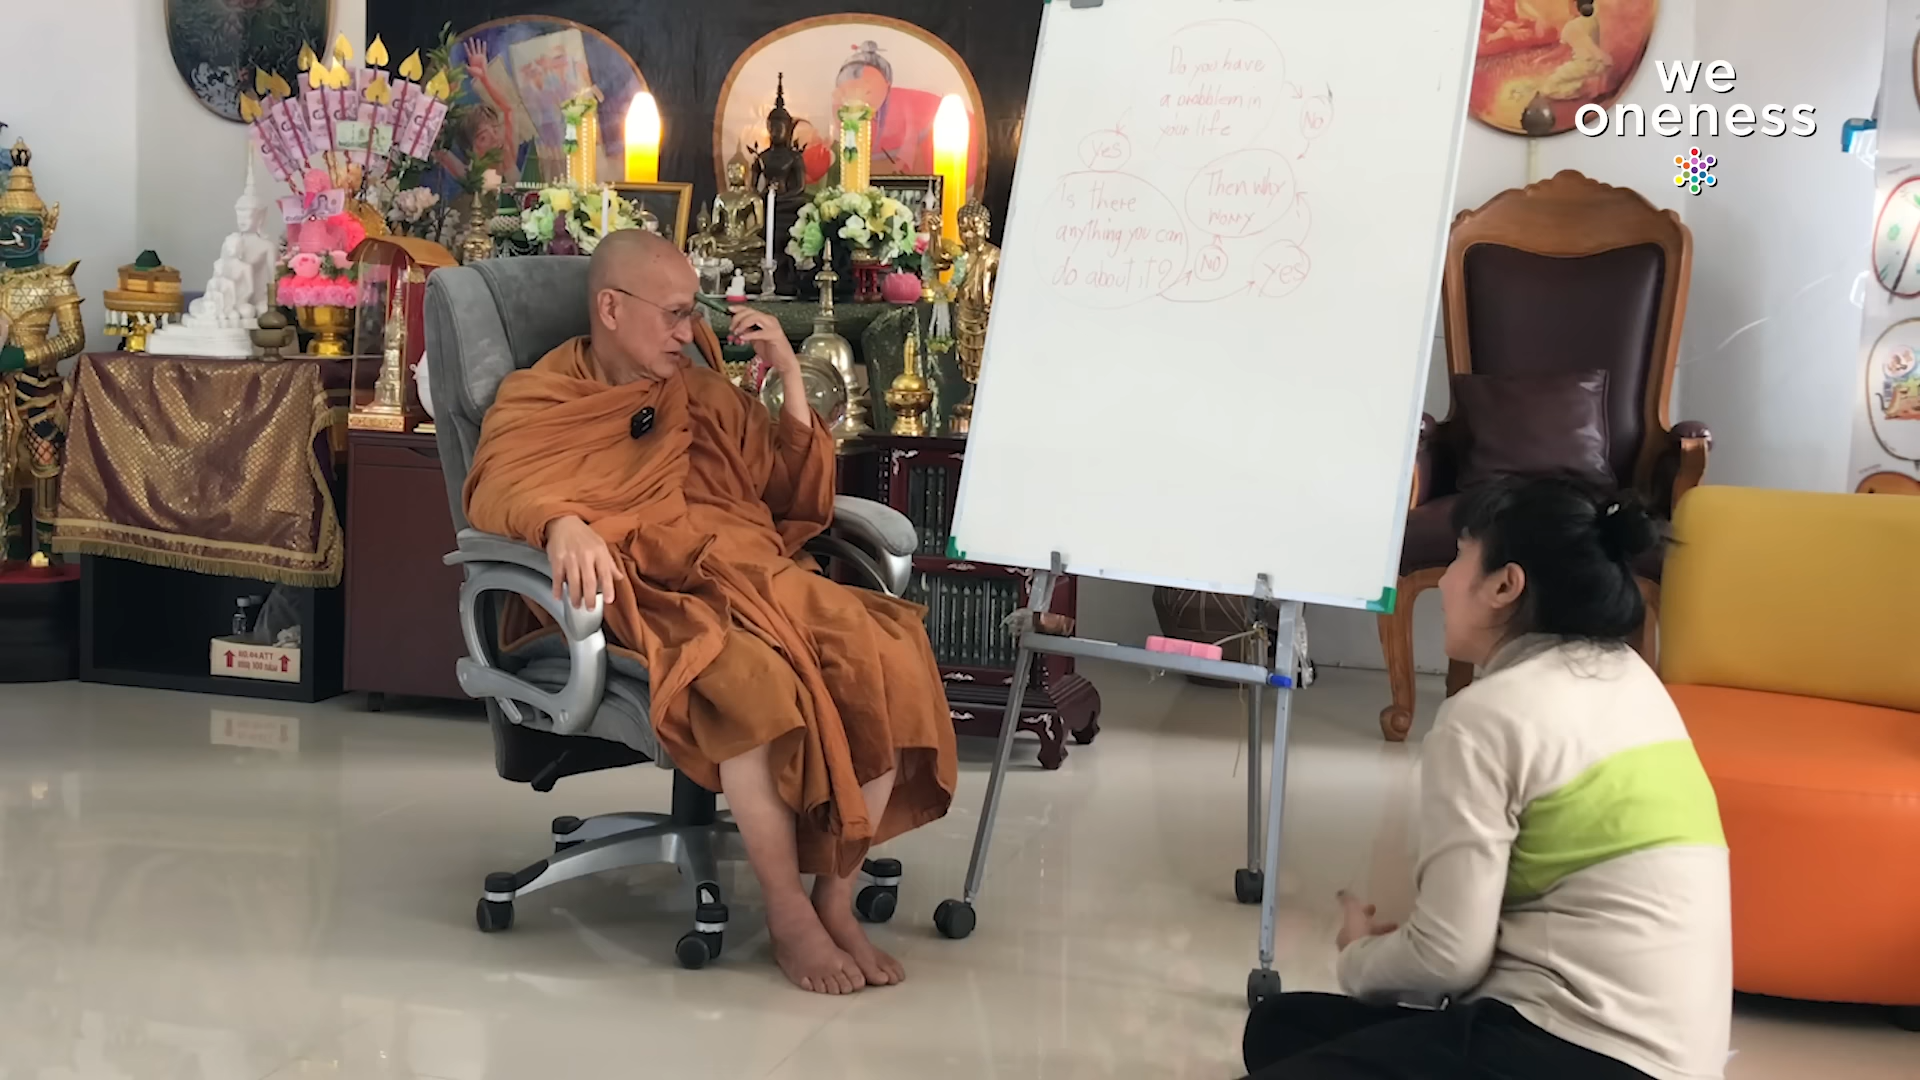 we
oneness
Do you have
a probblem in
your life
No
yes
Is there
anything you can
do about it?
Then why
worry
No
yes